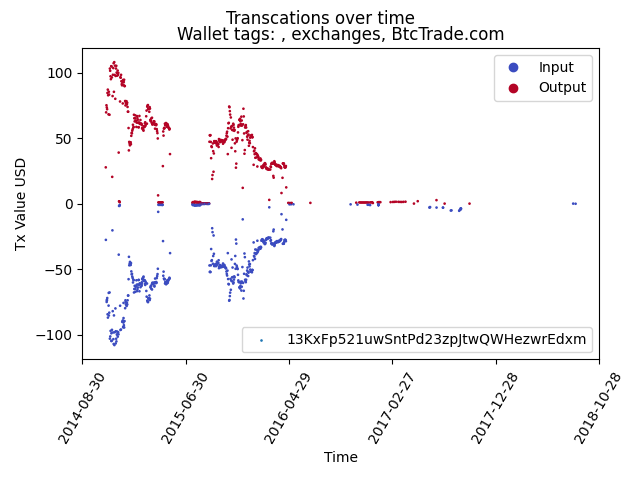 Transcations over time
Wallet tags: , exchanges, BtcTrade.com
Input
Output
Tx Value USD
100
50
0
−50
−100
13KxFp521uwSntPd23zpJtwQWHezwrEdxm
2014-08-30
2015-06-30
2016-04-29
2017-02-27
2017-12-28
2018-10-28
Time